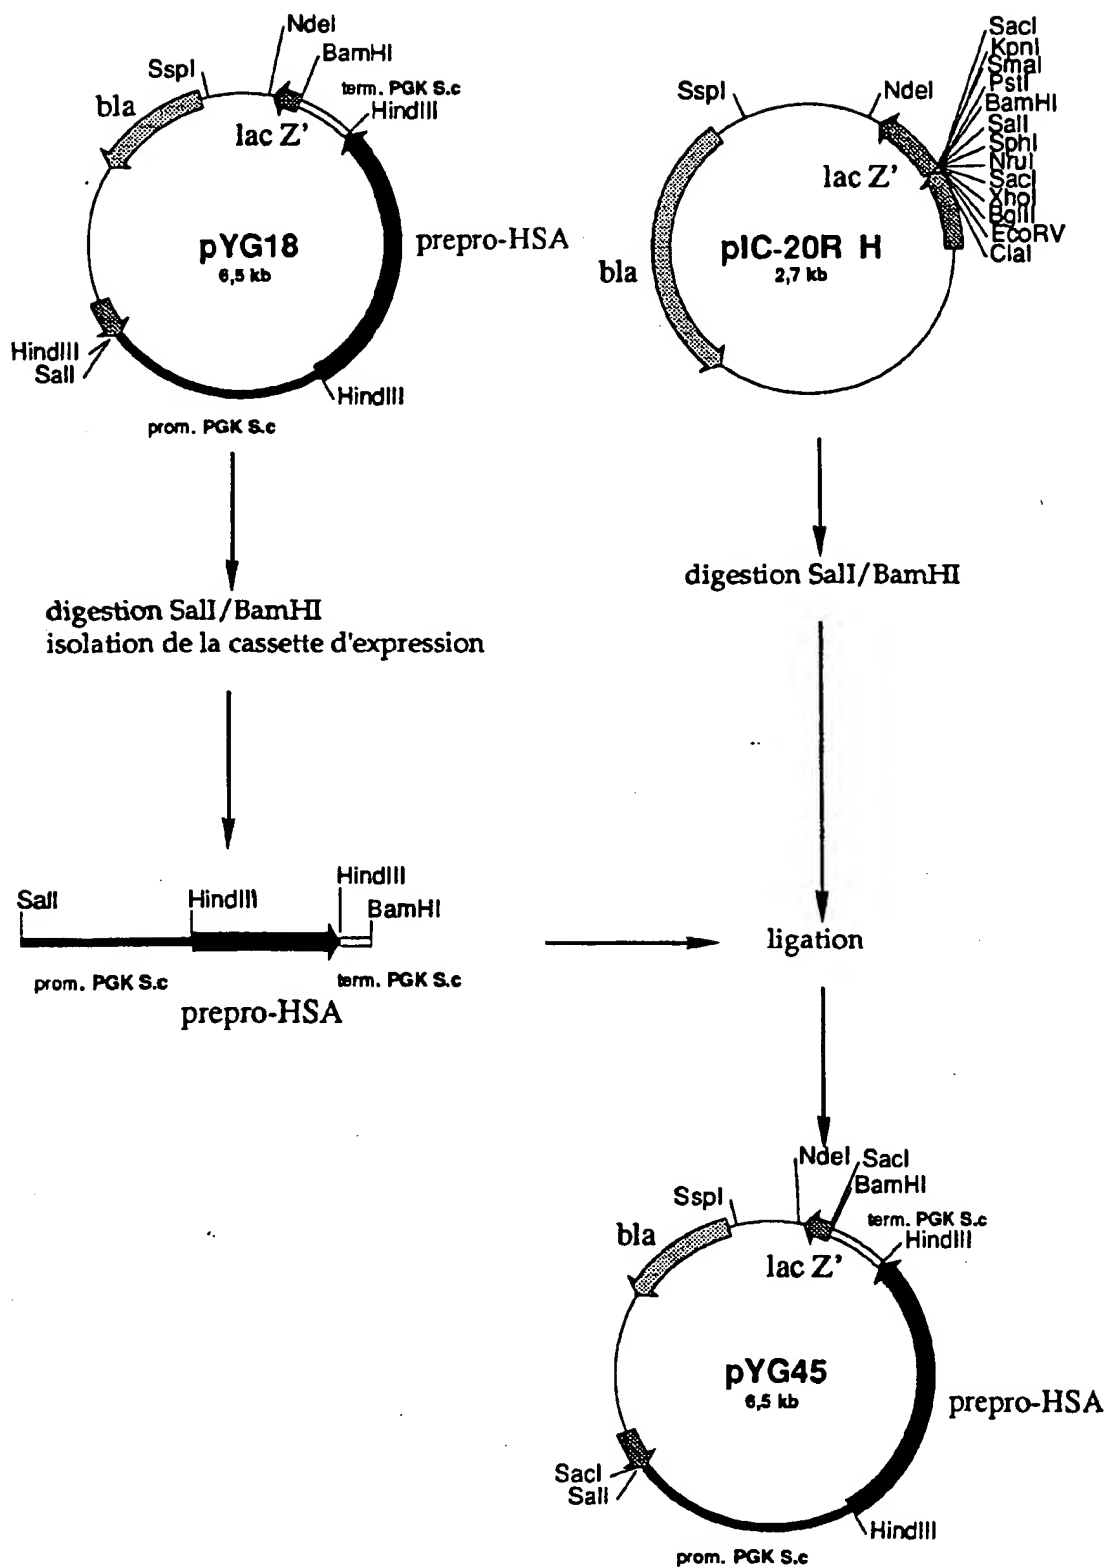 NdeI
BamHI
SspI
term. PGK S.c
HindIII
bla
lac Z'
pYG18
6,5 kb
prepro-HSA
HindIII
SalI
HindIII
prom. PGK S.c
SacI
KpnI
SmaI
PstI
BamHI
SalI
SphI
NruI
SacI
XhoI
BglII
EcoRV
ClaI
NdeI
SspI
lac Z'
bla
pIC-20R H
2,7 kb
digestion SalI/BamHI
isolation de la cassette d'expression
digestion SalI/BamHI
SalI
HindIII
HindIII
BamHI
prom. PGK S.c
term. PGK S.c
prepro-HSA
ligation
NdeI
SacI
BamHI
SspI
term. PGK S.c
HindIII
bla
lac Z'
pYG45
6,5 kb
prepro-HSA
SacI
SalI
HindIII
prom. PGK S.c